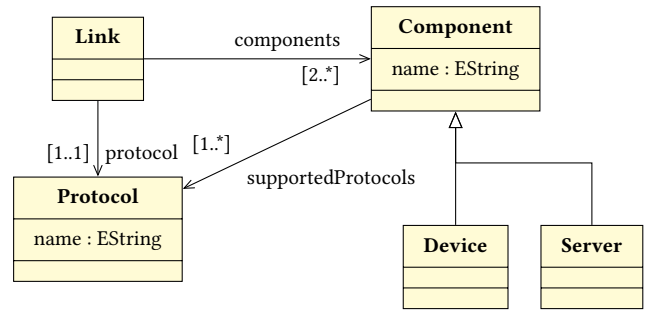 Link
components
[2..*]
Component
name : EString
[1..1]
protocol
[1..*]
supportedProtocols
Protocol
name : EString
Device
Server